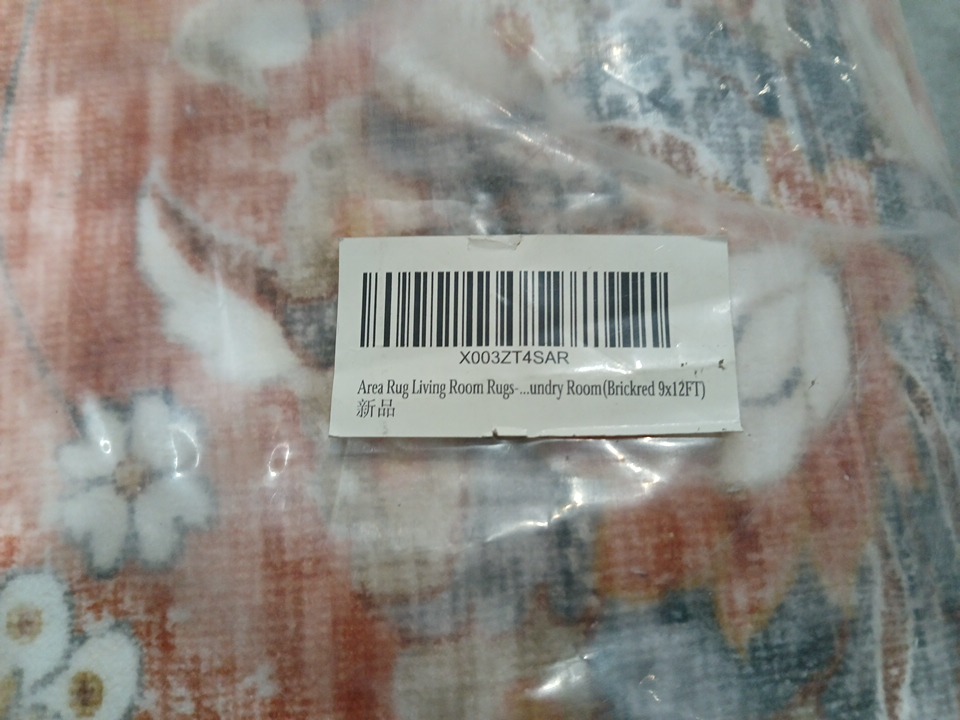 X003ZT4SAR
Area Rug Living Room Rugs-...undry Room(Brickred 9x12FT)
新品